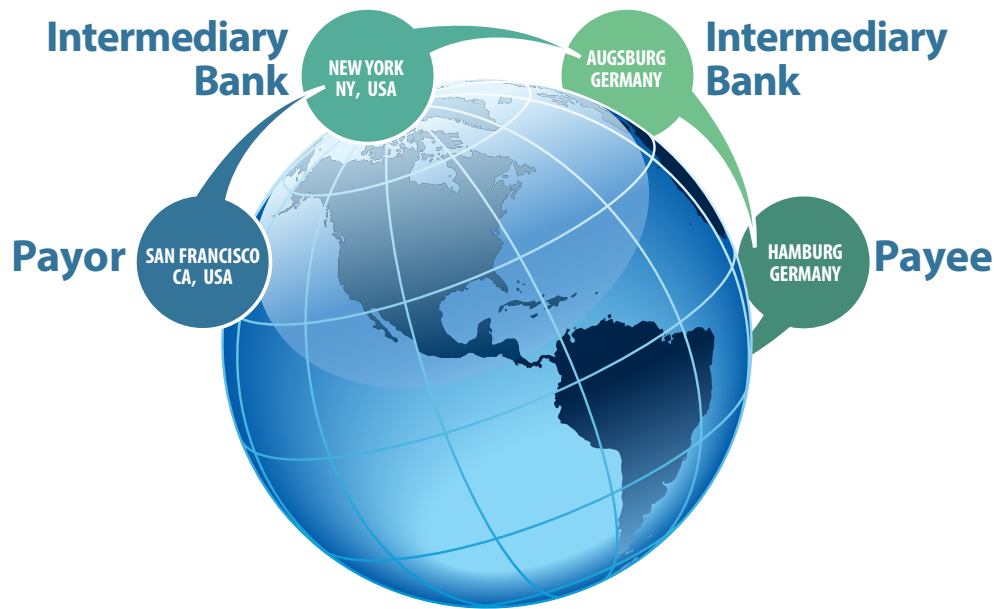 Intermediary
Bank
NEW YORK
NY, USA
AUGSBURG
GERMANY
Intermediary
Bank
Payor
SAN FRANCISCO
CA, USA
HAMBURG
GERMANY
Payee